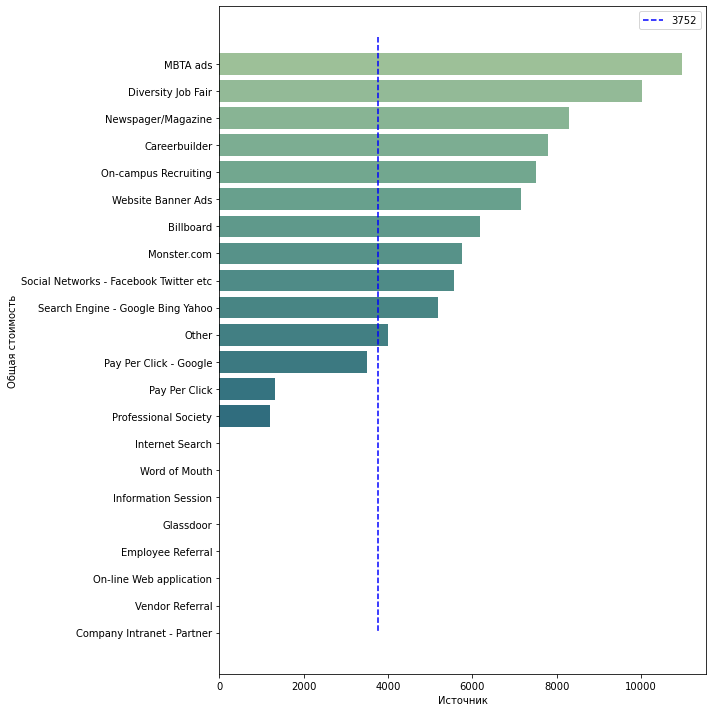 3752
MBTA ads
Diversity Job Fair
Newspager/Magazine
Careerbuilder
On-campus Recruiting
Website Banner Ads
Billboard
Monster.com
Social Networks - Facebook Twitter etc
Search Engine - Google Bing Yahoo
Other
Pay Per Click - Google
Pay Per Click
Professional Society
Internet Search
Word of Mouth
Information Session
Glassdoor
Employee Referral
On-line Web application
Vendor Referral
Company Intranet - Partner
Общая стоимость
0 2000 4000 6000 8000 10000
Источник